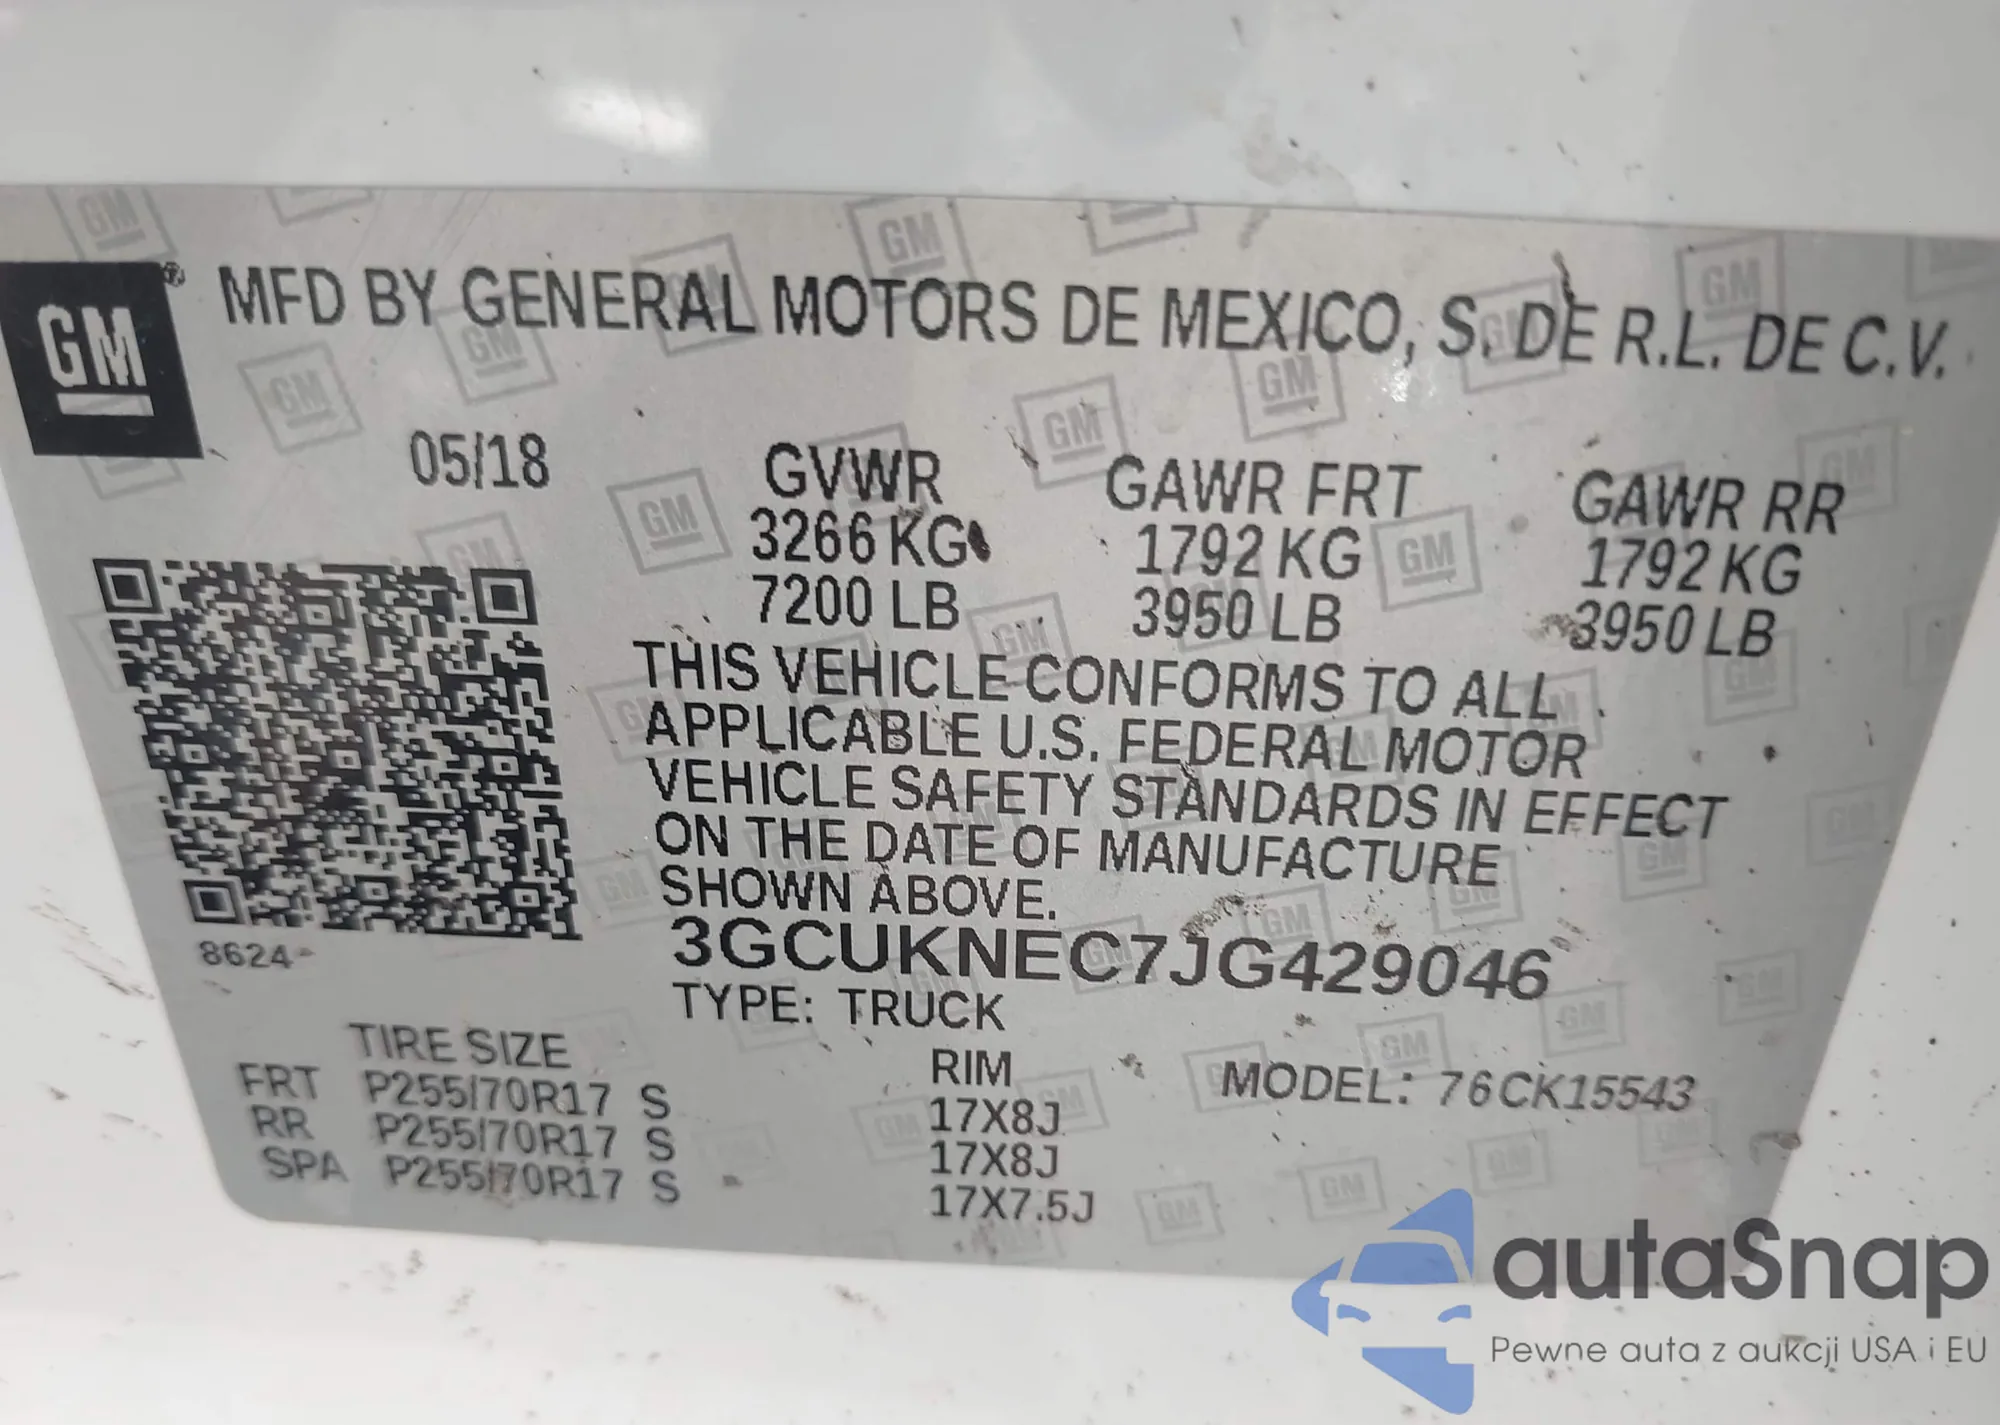 GM ® MFD BY GENERAL MOTORS DE MEXICO, S. DE R.L. DE C.V.
05/18 GVWR GAWR FRT GAWR RR
3266 KG 1792 KG 1792 KG
7200 LB 3950 LB 3950 LB
THIS VEHICLE CONFORMS TO ALL
APPLICABLE U.S. FEDERAL MOTOR
VEHICLE SAFETY STANDARDS IN EFFECT
ON THE DATE OF MANUFACTURE
SHOWN ABOVE.
3GCUKNEC7JG429046
8624
TYPE: TRUCK
TIRE SIZE RIM MODEL: 76CK15543
FRT P255/70R17 S 17X8J
RR P255/70R17 S 17X8J
SPA P255/70R17 S 17X7.5J
autaSnap
Pewne auta z aukcji USA i EU